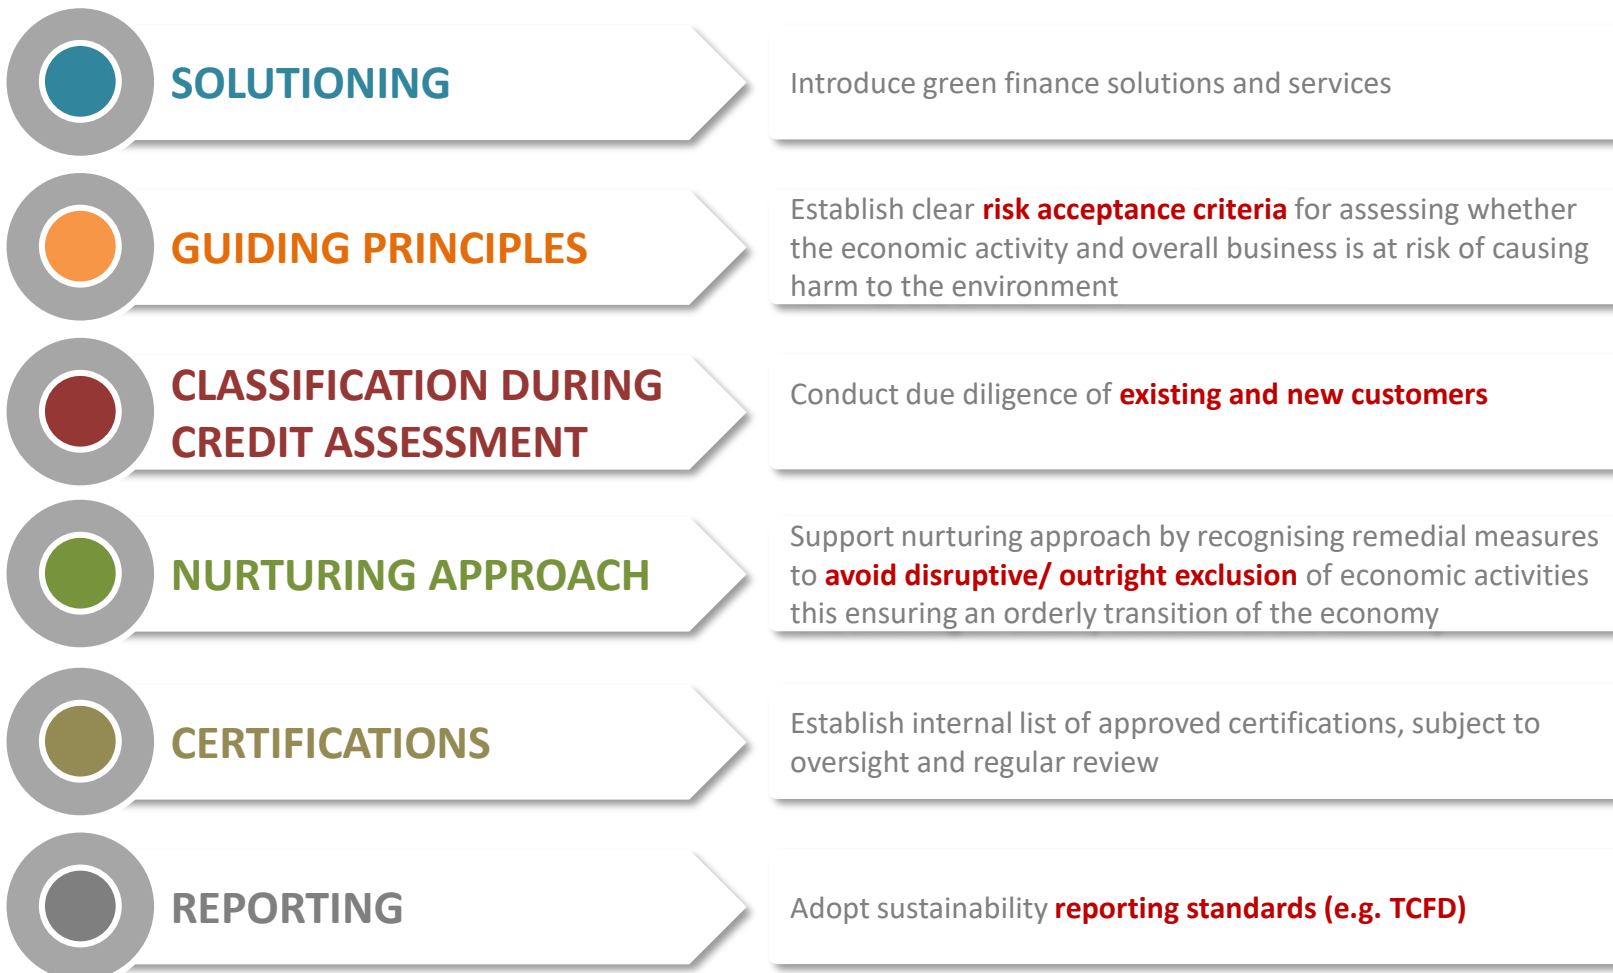 SOLUTIONING
Introduce green finance solutions and services
GUIDING PRINCIPLES
Establish clear risk acceptance criteria for assessing whether
the economic activity and overall business is at risk of causing
harm to the environment
CLASSIFICATION DURING
CREDIT ASSESSMENT
Conduct due diligence of existing and new customers
NURTURING APPROACH
Support nurturing approach by recognising remedial measures
to avoid disruptive/ outright exclusion of economic activities
this ensuring an orderly transition of the economy
CERTIFICATIONS
Establish internal list of approved certifications, subject to
oversight and regular review
REPORTING
Adopt sustainability reporting standards (e.g. TCFD)